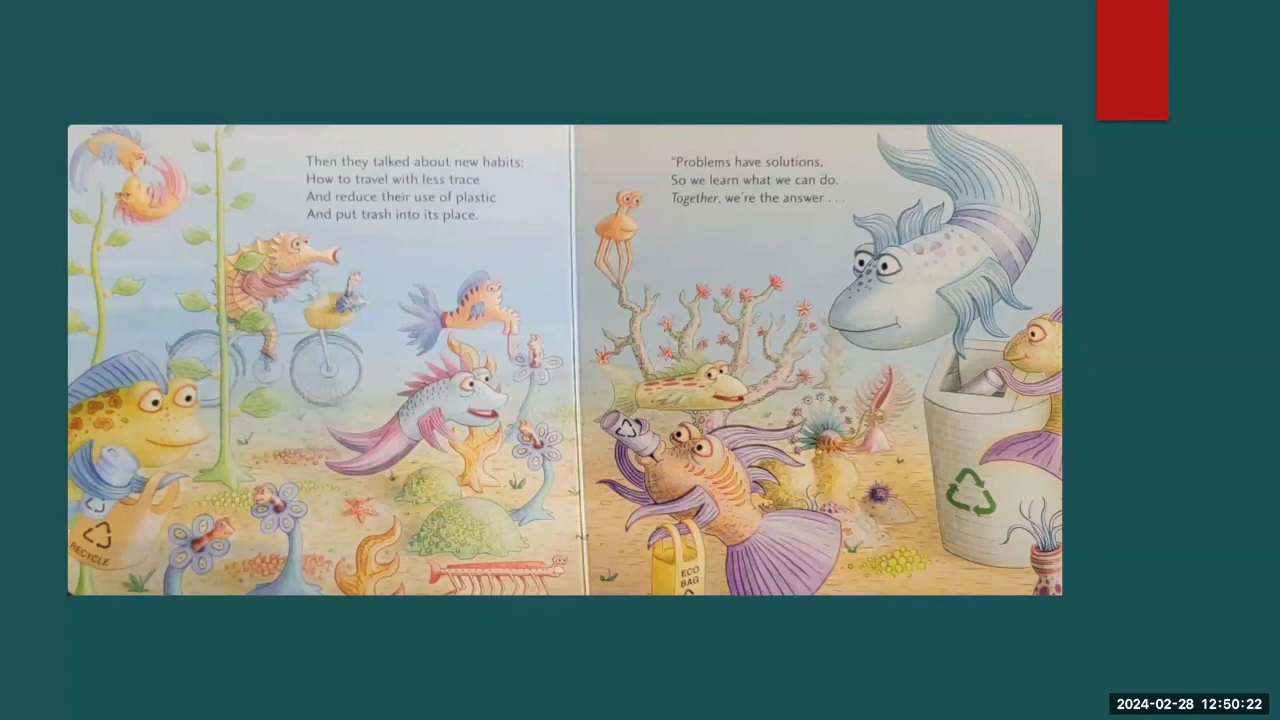 Then they talked about new habits:
How to travel with less trace
And reduce their use of plastic
And put trash into its place.
“Problems have solutions,
So we learn what we can do.
Together, we’re the answer . . .
RECYCLE
ECO
BAG
2024-02-28 12:50:22